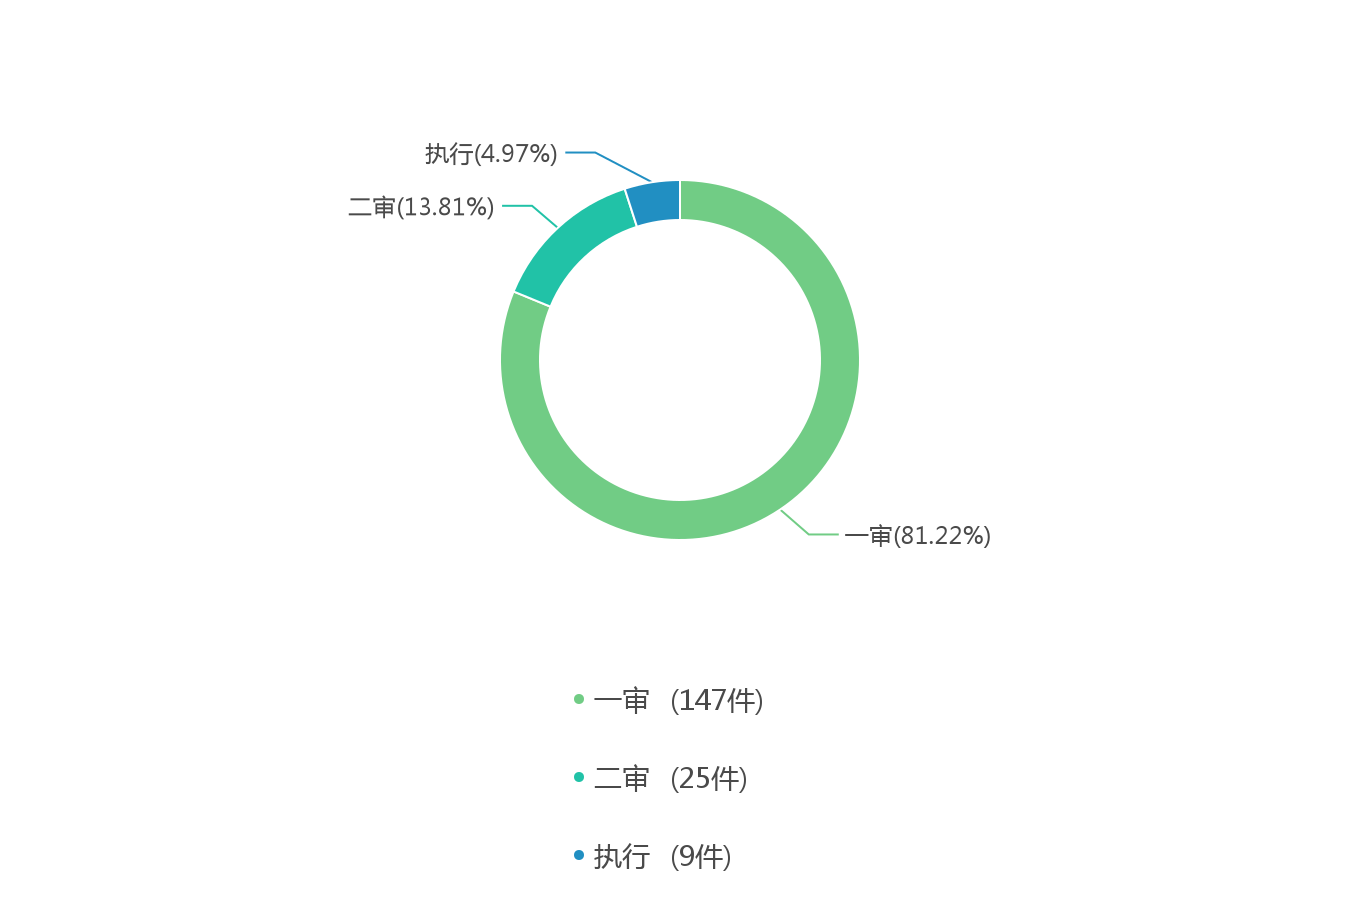 执行(4.97%)
二审(13.81%)
一审(81.22%)
一审 (147件)
二审 (25件)
执行 (9件)